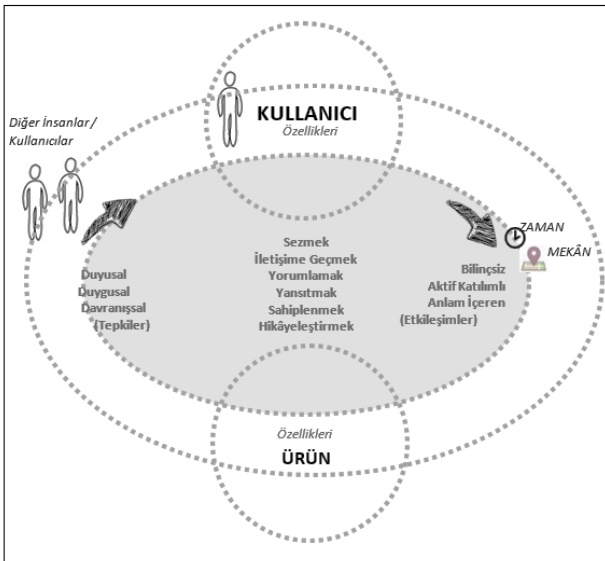 KULLANICI
Özellikleri
Diğer İnsanlar /
Kullanıcılar
ZAMAN
MEKÂN
Duyusal
Duygusal
Davranışsal
(Tepkiler)
Sezmek
İletişime Geçmek
Yorumlamak
Yansıtmak
Sahiplenmek
Hikâyeleştirmek
Bilinçsiz
Aktif Katılımlı
Anlam İçeren
(Etkileşimler)
Özellikleri
ÜRÜN